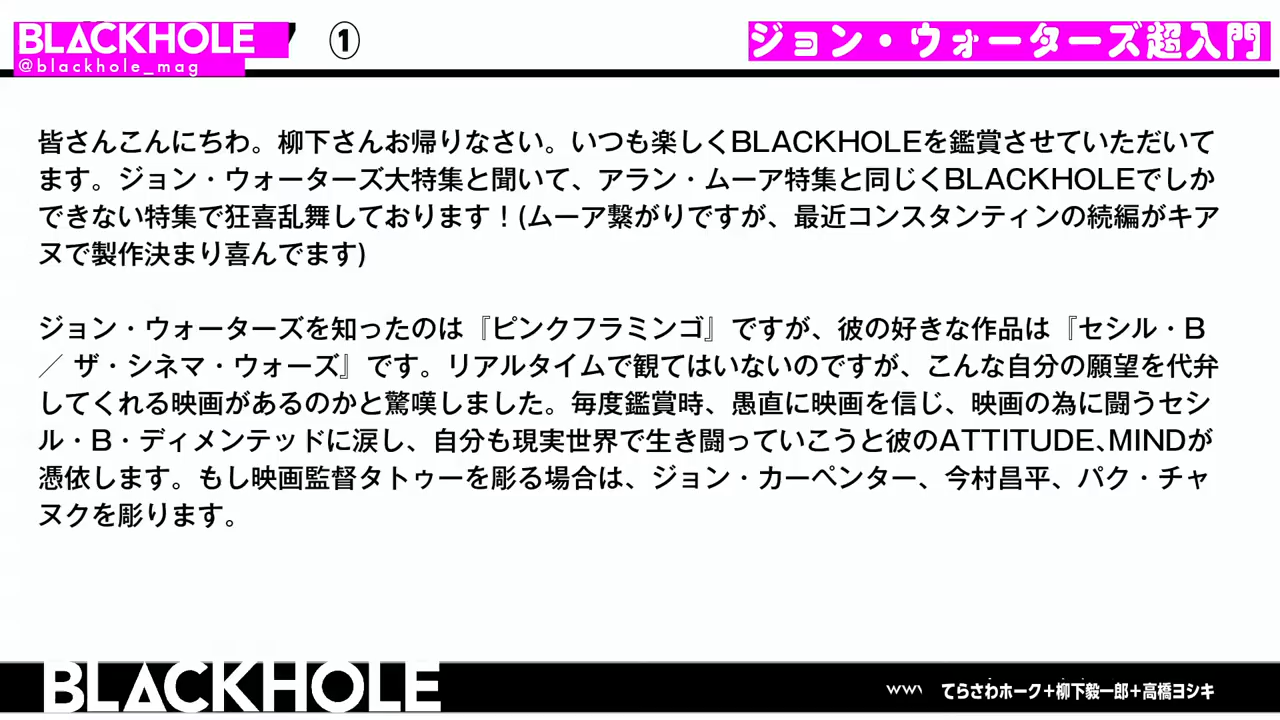 BLACKHOLE
@blackhole_mag
①
ジョン・ウォーターズ超入門
皆さんこんにちわ。柳下さんお帰りなさい。いつも楽しくBLACKHOLEを鑑賞させていただいて
ます。ジョン・ウォーターズ大特集と聞いて、アラン・ムーア特集と同じくBLACKHOLEでしか
できない特集で狂喜乱舞しております！(ムーア繋がりですが、最近コンスタンティンの続編がキア
ヌで製作決まり喜んでます)
ジョン・ウォーターズを知ったのは『ピンクフラミンゴ』ですが、彼の好きな作品は『セシル・B
／ ザ・シネマ・ウォーズ』です。リアルタイムで観てはいないのですが、こんな自分の願望を代弁
してくれる映画があるのかと驚嘆しました。毎度鑑賞時、愚直に映画を信じ、映画の為に闘うセシ
ル・B・ディメンテッドに涙し、自分も現実世界で生き闘っていこうと彼のATTITUDE、MINDが
憑依します。もし映画監督タトゥーを彫る場合は、ジョン・カーペンター、今村昌平、パク・チャ
ヌクを彫ります。
BLACKHOLE
てらさわホーク＋柳下毅一郎＋高橋ヨシキ